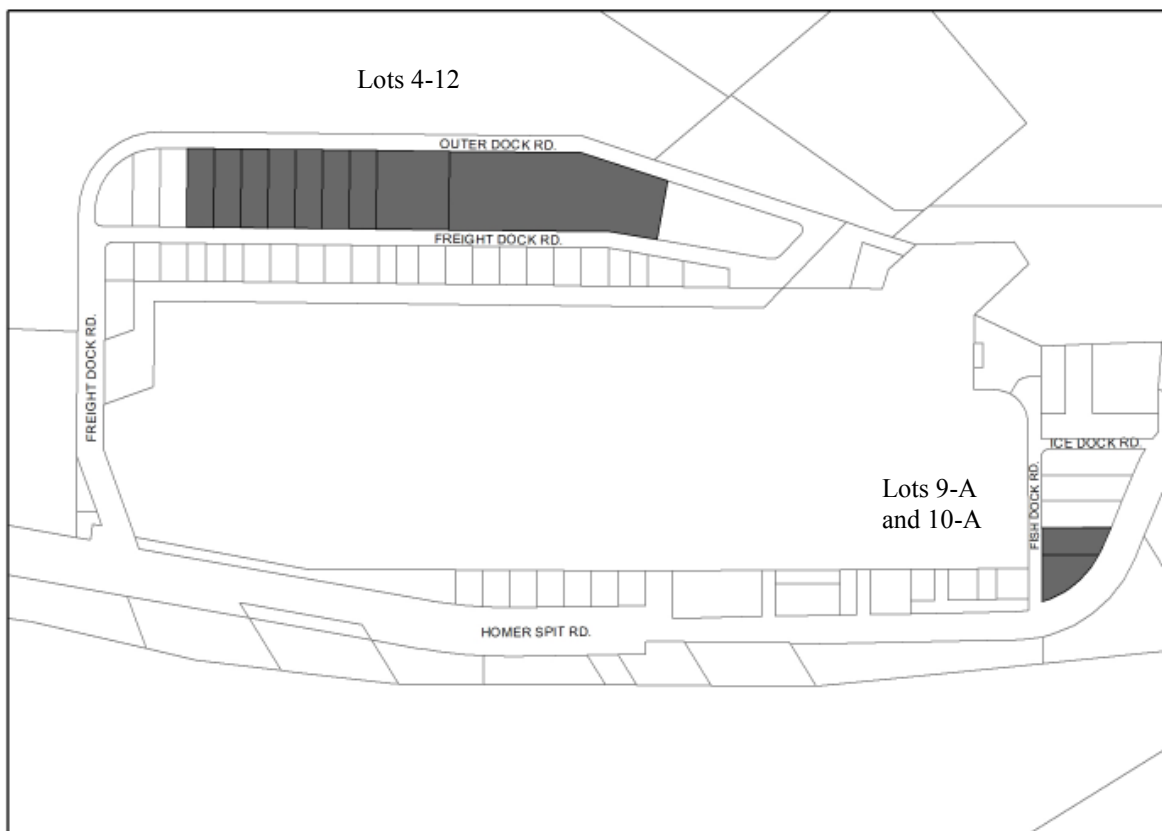 Lots 4-12
OUTER DOCK RD.
FREIGHT DOCK RD.
FREIGHT DOCK RD.
ICE DOCK RD.
Lots 9-A
and 10-A
FISH DOCK RD.
HOMER SPIT RD.